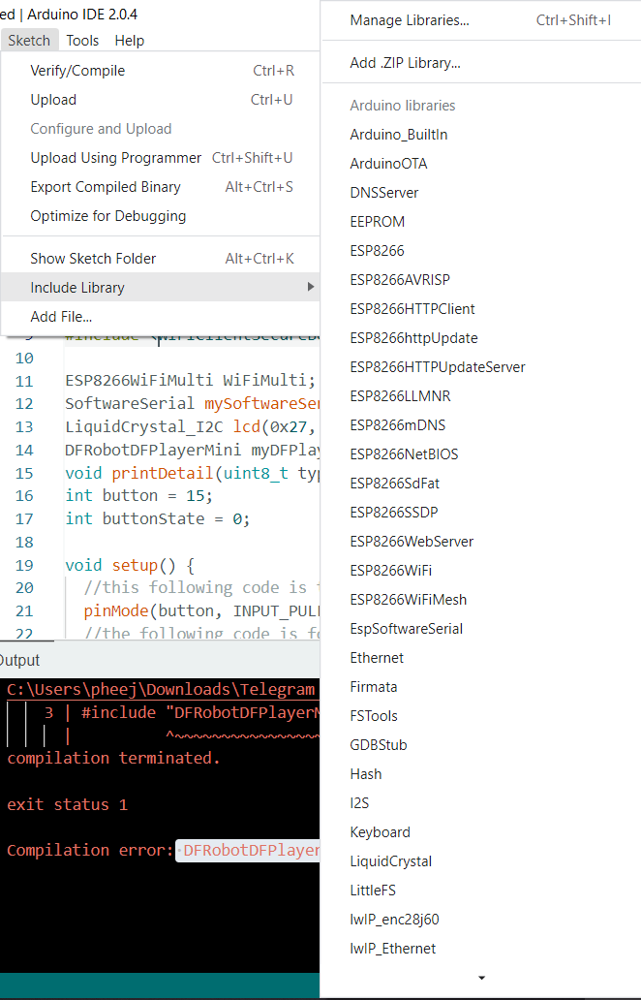 ed | Arduino IDE 2.0.4
Sketch Tools Help
Verify/Compile Ctrl+R
Upload Ctrl+U
Configure and Upload
Upload Using Programmer Ctrl+Shift+U
Export Compiled Binary Alt+Ctrl+S
Optimize for Debugging
Show Sketch Folder Alt+Ctrl+K
Include Library
Add File...
9 #include <WiFiClientSecureB
10
11 ESP8266WiFiMulti WiFiMulti;
12 SoftwareSerial mySoftwareSer
13 LiquidCrystal_I2C lcd(0x27,
14 DFRobotDFPlayerMini myDFPlay
15 void printDetail(uint8_t typ
16 int button = 15;
17 int buttonState = 0;
18
19 void setup() {
20 //this following code is t
21 pinMode(button, INPUT_PULL
22 //the following code is fo
Output
C:\Users\pheej\Downloads\Telegram
3 | #include "DFRobotDFPlayerM
| ^~~~~~~~~~~~~~~~~
compilation terminated.
exit status 1
Compilation error: DFRobotDFPlayer
Manage Libraries... Ctrl+Shift+I
Add .ZIP Library...
Arduino libraries
Arduino_BuiltIn
ArduinoOTA
DNSServer
EEPROM
ESP8266
ESP8266AVRISP
ESP8266HTTPClient
ESP8266httpUpdate
ESP8266HTTPUpdateServer
ESP8266LLMNR
ESP8266mDNS
ESP8266NetBIOS
ESP8266SdFat
ESP8266SSDP
ESP8266WebServer
ESP8266WiFi
ESP8266WiFiMesh
EspSoftwareSerial
Ethernet
Firmata
FSTools
GDBStub
Hash
I2S
Keyboard
LiquidCrystal
LittleFS
lwIP_enc28j60
lwIP_Ethernet